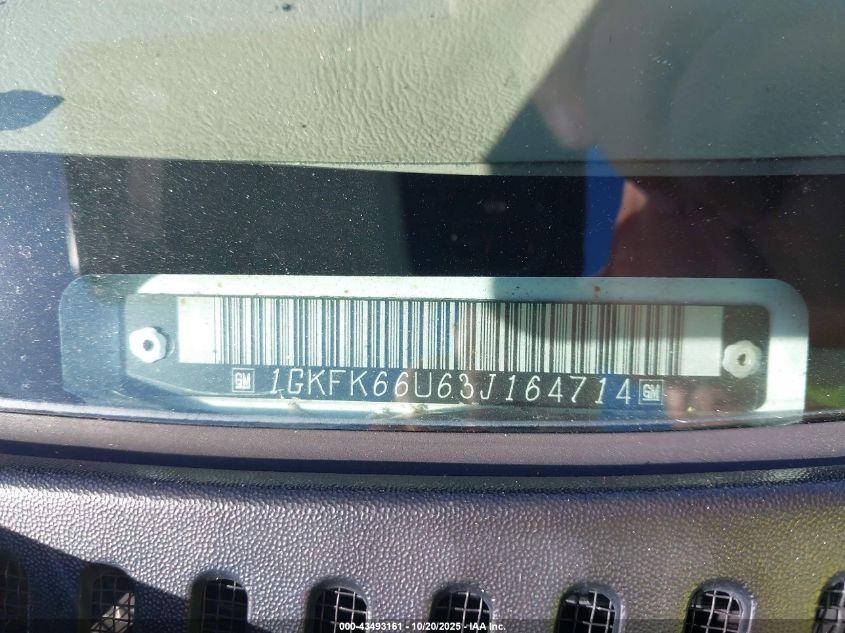 GM 1GKFK66U63J164714 GM
000-43493161 - 10/20/2025 - IAA Inc.